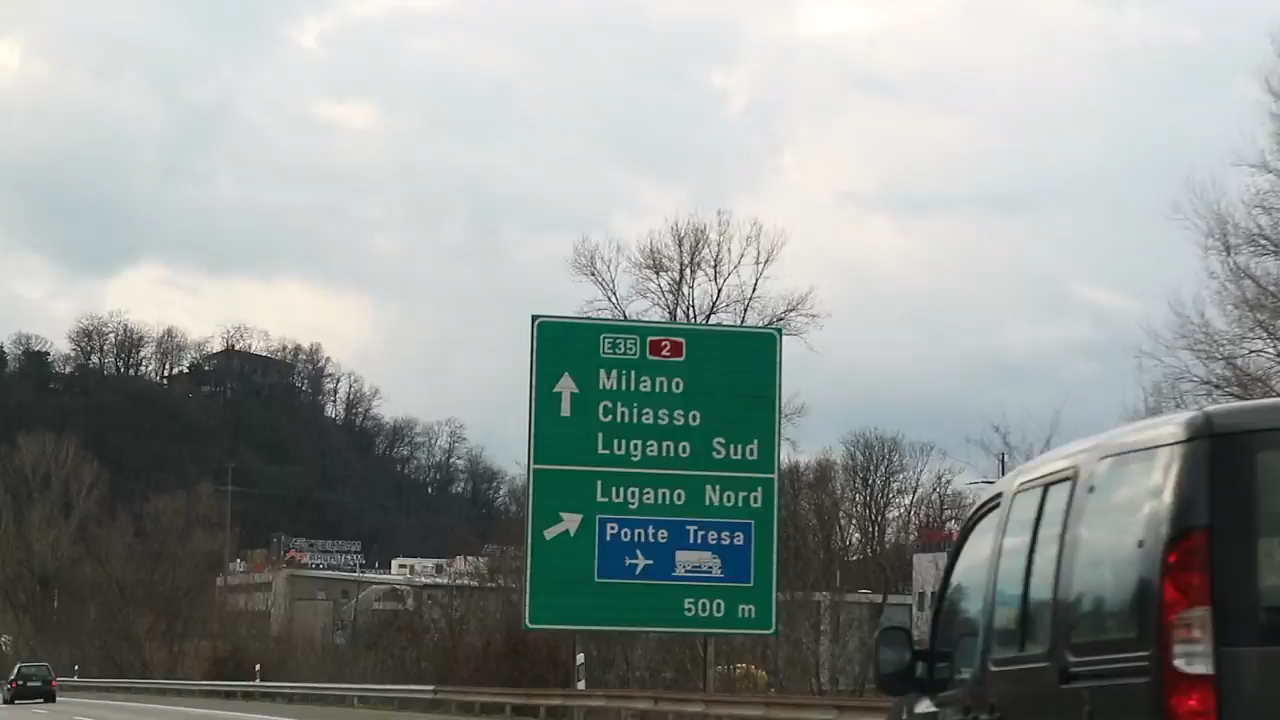 E35 2
Milano
Chiasso
Lugano Sud
Lugano Nord
Ponte Tresa
500 m